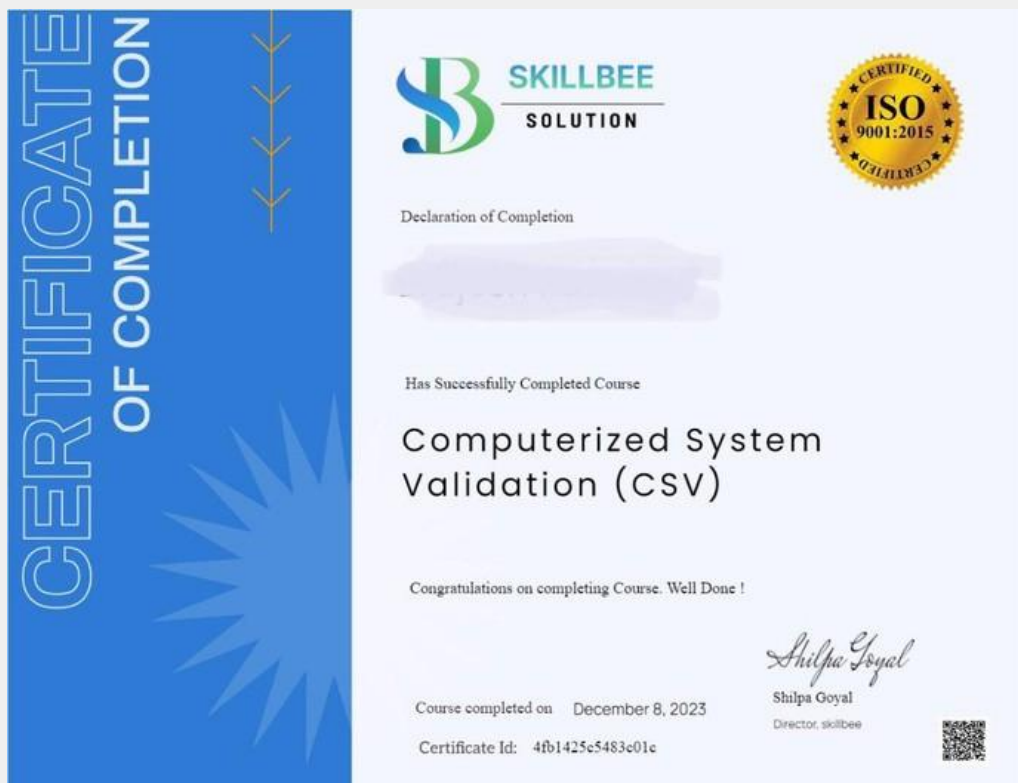 CERTIFICATE
OF COMPLETION
SKILLBEE
SOLUTION
CERTIFIED
ISO
9001:2015
CERTIFIED
Declaration of Completion
Has Successfully Completed Course
Computerized System
Validation (CSV)
Congratulations on completing Course. Well Done !
Shilpa Goyal
Shilpa Goyal
Director, skillbee
Course completed on December 8, 2023
Certificate Id: 4fb1425c5483c01c